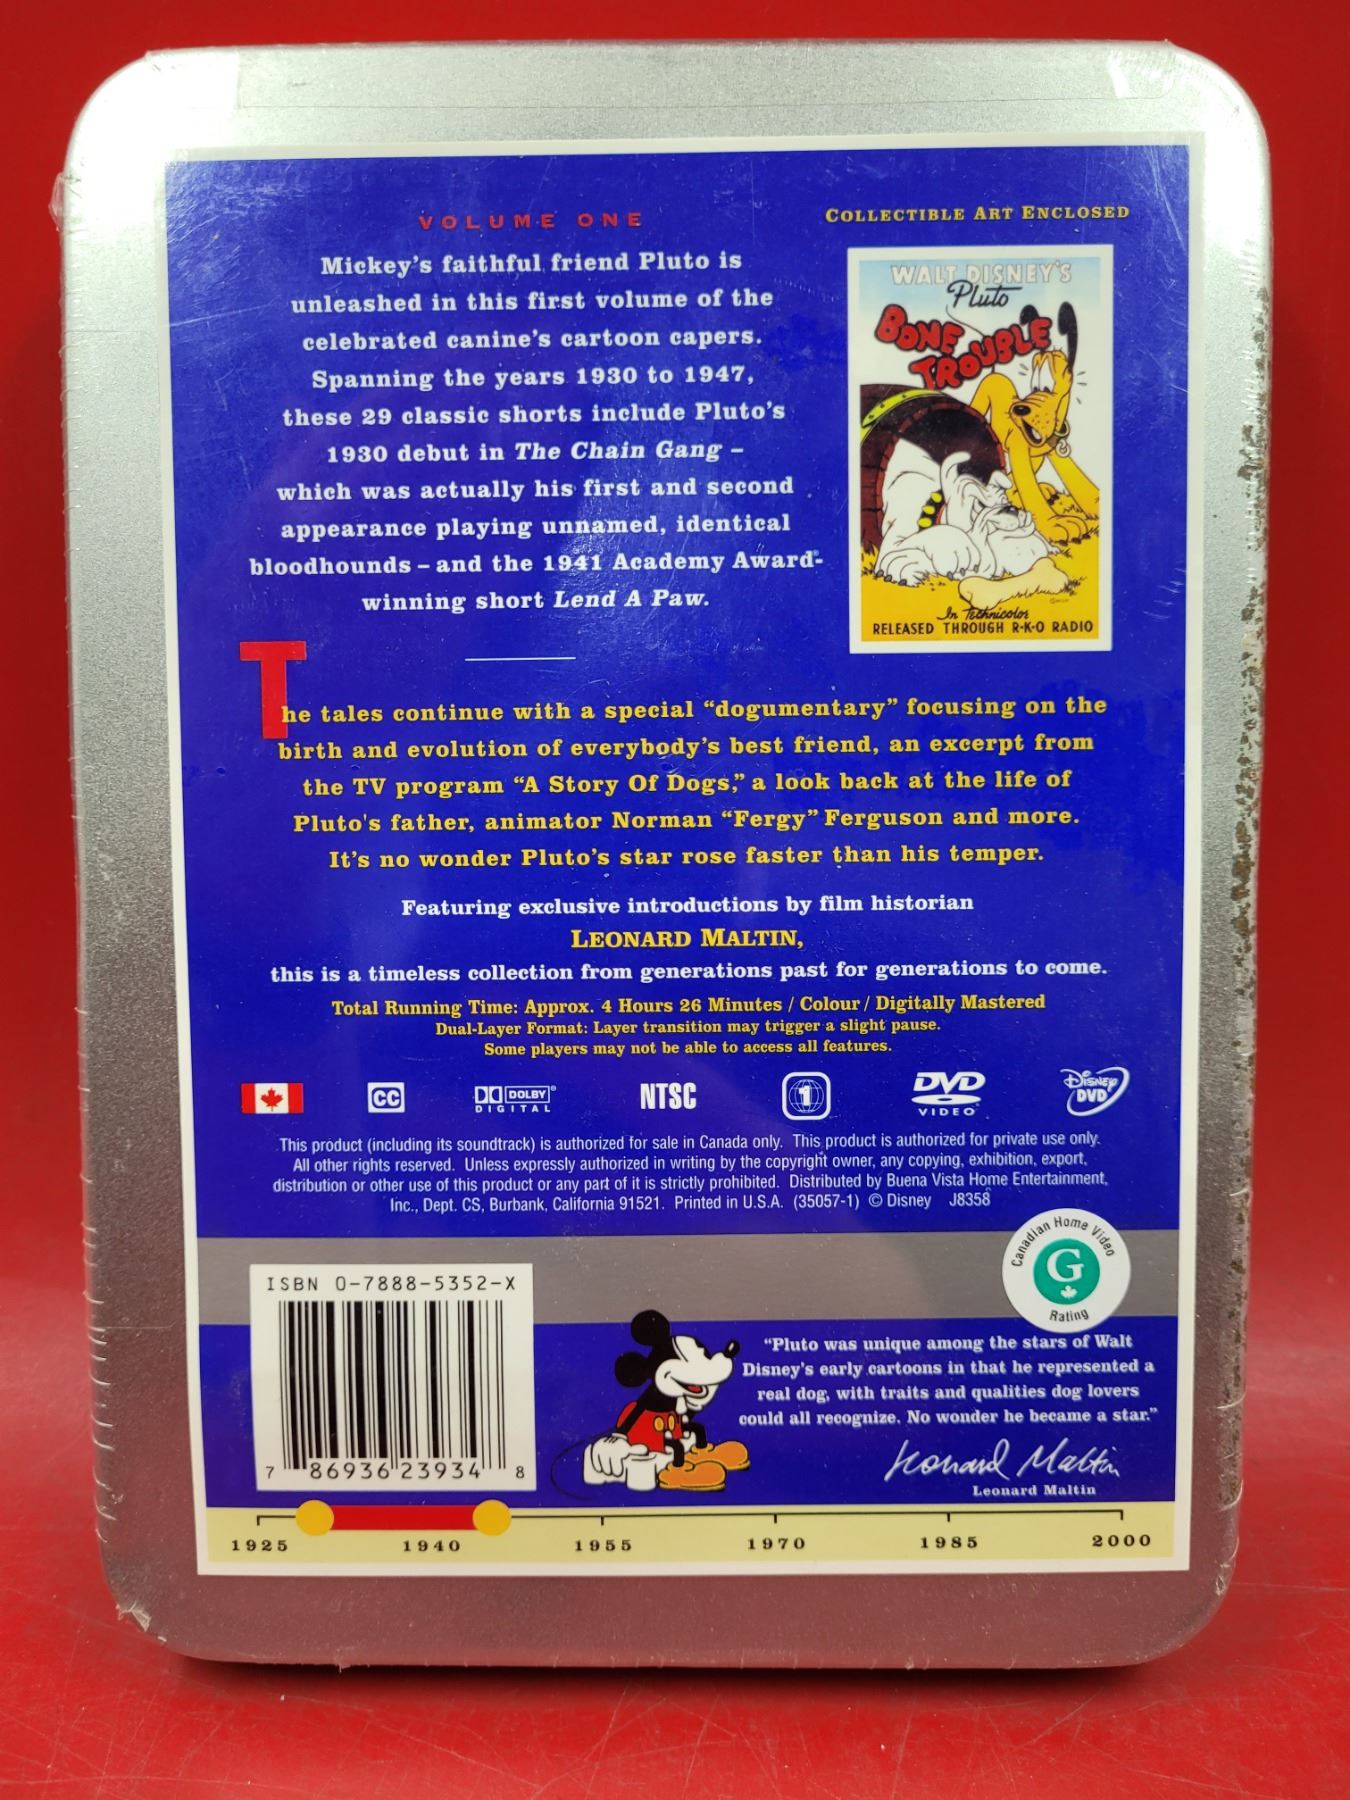 VOLUME ONE
Mickey's faithful friend Pluto is
unleashed in this first volume of the
celebrated canine's cartoon capers.
Spanning the years 1930 to 1947,
these 29 classic shorts include Pluto's
1930 debut in The Chain Gang –
which was actually his first and second
appearance playing unnamed, identical
bloodhounds – and the 1941 Academy Award®-
winning short Lend A Paw.
COLLECTIBLE ART ENCLOSED
WALT DISNEY'S
Pluto
BONE
TROUBLE
In Technicolor
RELEASED THROUGH R·K·O RADIO
The tales continue with a special “dogumentary” focusing on the
birth and evolution of everybody's best friend, an excerpt from
the TV program “A Story Of Dogs,” a look back at the life of
Pluto's father, animator Norman “Fergy” Ferguson and more.
It's no wonder Pluto's star rose faster than his temper.
Featuring exclusive introductions by film historian
LEONARD MALTIN,
this is a timeless collection from generations past for generations to come.
Total Running Time: Approx. 4 Hours 26 Minutes / Colour / Digitally Mastered
Dual-Layer Format: Layer transition may trigger a slight pause.
Some players may not be able to access all features.
CC
DOLBY®
DIGITAL
NTSC
1
DVD
VIDEO
DISNEY
DVD
This product (including its soundtrack) is authorized for sale in Canada only. This product is authorized for private use only.
All other rights reserved. Unless expressly authorized in writing by the copyright owner, any copying, exhibition, export,
distribution or other use of this product or any part of it is strictly prohibited. Distributed by Buena Vista Home Entertainment,
Inc., Dept. CS, Burbank, California 91521. Printed in U.S.A. (35057-1) © Disney J8358
Canadian Home Video
G
Rating
ISBN 0-7888-5352-X
7 86936 23934 8
“Pluto was unique among the stars of Walt
Disney's early cartoons in that he represented a
real dog, with traits and qualities dog lovers
could all recognize. No wonder he became a star.”
Leonard Maltin
Leonard Maltin
1925 1940 1955 1970 1985 2000